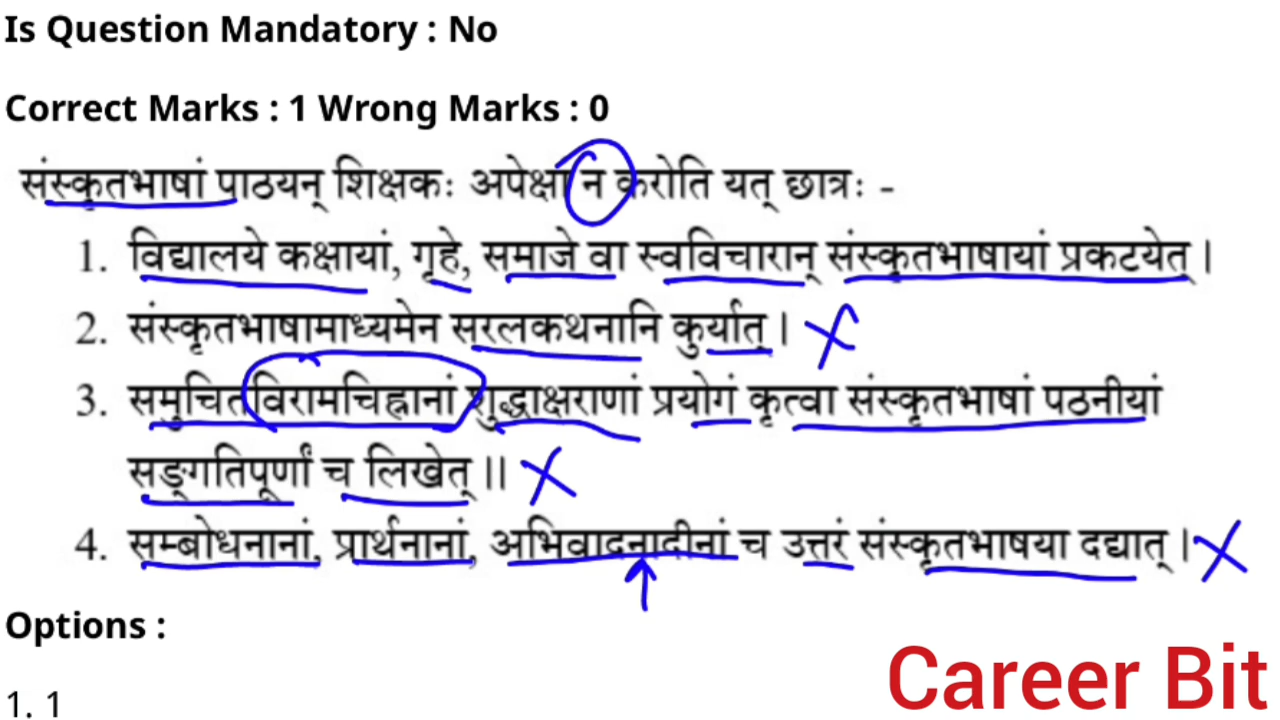 Is Question Mandatory : No
Correct Marks : 1 Wrong Marks : 0
संस्कृतभाषां पाठयन् शिक्षकः अपेक्षां न करोति यत् छात्रः -
1. विद्यालये कक्षायां, गृहे, समाजे वा स्वविचारान् संस्कृतभाषायां प्रकटयेत् ।
2. संस्कृतभाषामाध्यमेन सरलकथनानि कुर्यात् ।
3. समुचितविरामचिह्नानां शुद्धाक्षराणां प्रयोगं कृत्वा संस्कृतभाषां पठनीयां
सङ्गतिपूर्णां च लिखेत् ।।
4. सम्बोधनानां, प्रार्थनानां, अभिवादनादीनां च उत्तरं संस्कृतभाषया दद्यात् ।
Options :
Career Bit
1. 1